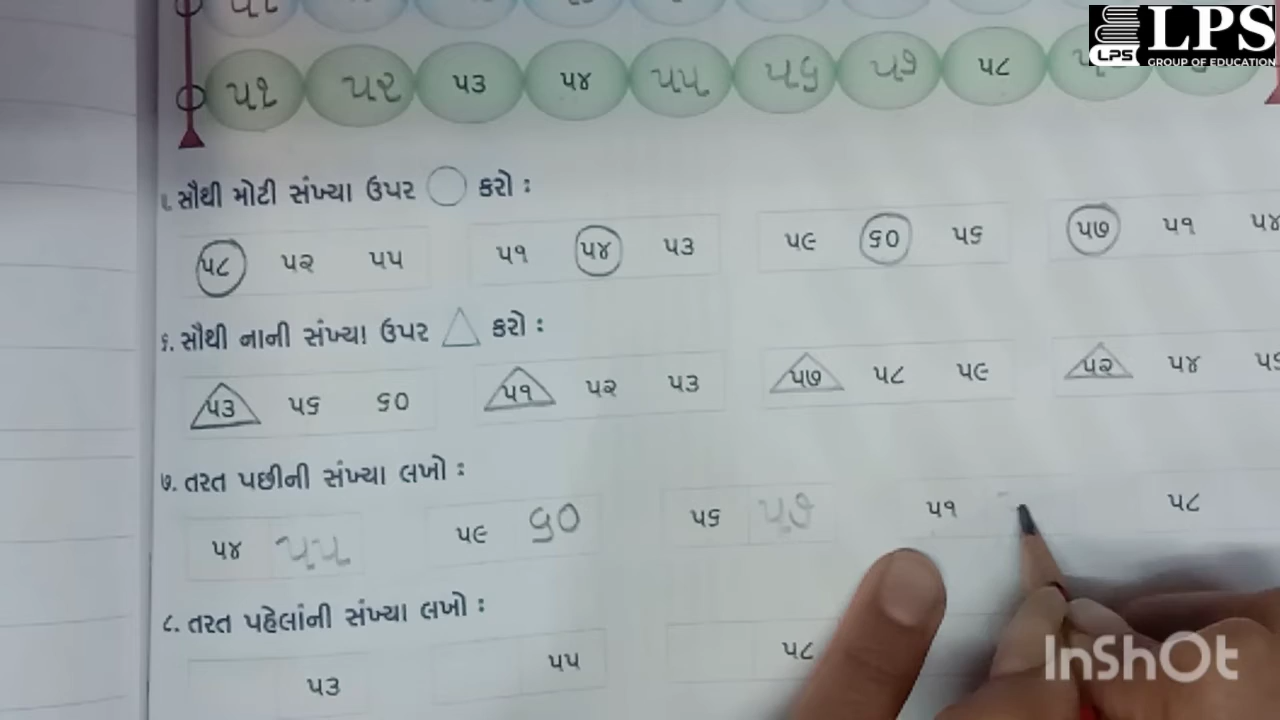 LPS
LPS
GROUP OF EDUCATION
૫૧ ૫૨ ૫૩ ૫૪ ૫૫ ૫૬ ૫૭ ૫૮
૫. સૌથી મોટી સંખ્યા ઉપર કરો :
૫૮ ૫૨ ૫૫ ૫૧ ૫૪ ૫૩ ૫૯ ૬૦ ૫૬ ૫૭ ૫૧ ૫૪
૬. સૌથી નાની સંખ્યા ઉપર કરો :
૫૩ ૫૬ ૬૦ ૫૧ ૫૨ ૫૩ ૫૭ ૫૮ ૫૯ ૫૨ ૫૪ ૫૬
૭. તરત પછીની સંખ્યા લખો :
૫૪ ૫૫ ૫૯ ૬૦ ૫૬ ૫૭ ૫૧ ૫૮
૮. તરત પહેલાંની સંખ્યા લખો :
૫૩ ૫૫ ૫૮
InShOt